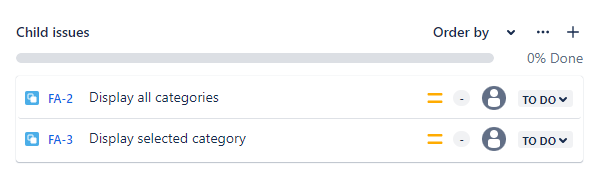 Child issues Order by
0% Done
FA-2 Display all categories - TO DO
FA-3 Display selected category - TO DO